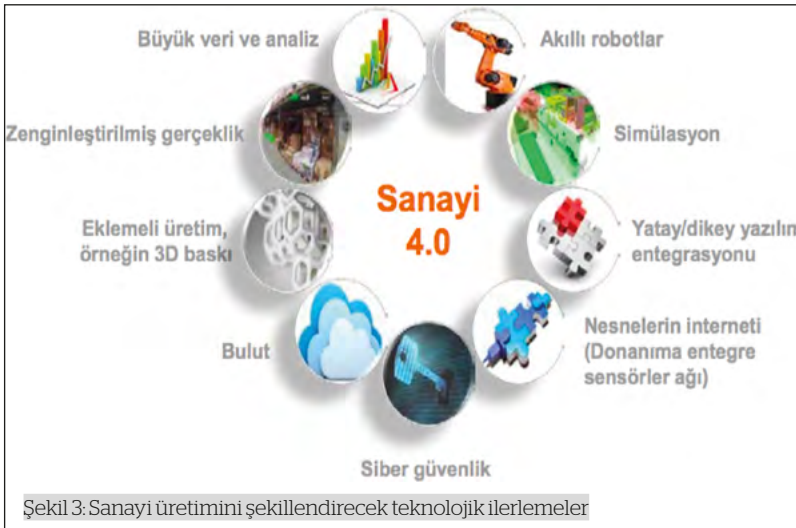 Büyük veri ve analiz
Akıllı robotlar
Zenginleştirilmiş gerçeklik
Simülasyon
Sanayi
4.0
Eklemeli üretim,
örneğin 3D baskı
Yatay/dikey yazılın
entegrasyonu
Bulut
Nesnelerin interneti
(Donanıma entegre
sensörler ağı)
Siber güvenlik
Şekil 3: Sanayi üretimini şekillendirecek teknolojik ilerlemeler